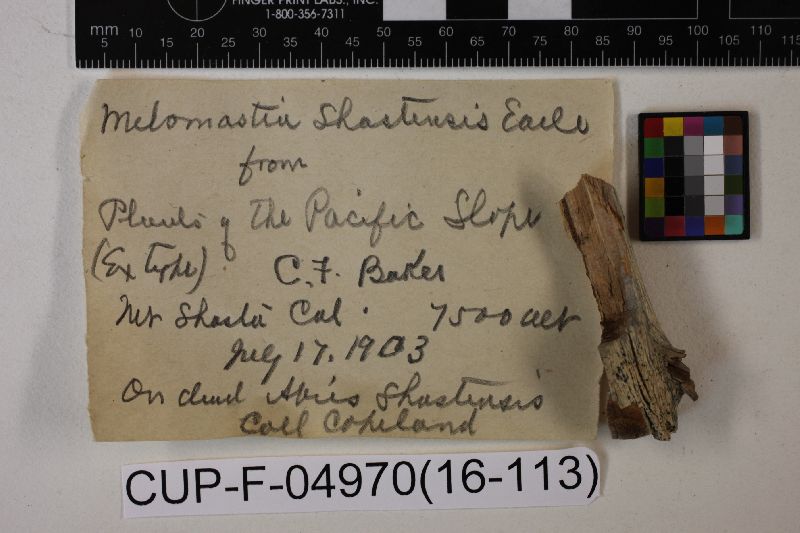 FINGER PRINT LABS., INC.
1-800-356-7311
mm
5 10 15 20 25 30 35 40 45 50 55 60 65 70 75 80 85 90 95 100 105 110 115
Melomastia Shastensis Earle
from
Plants of the Pacific Slope
(Ex type) C.F. Baker
Mt Shasta Cal. 7500 alt
July 17. 1903
On dead Abies Shastensis
Coll Copeland
CUP-F-04970(16-113)